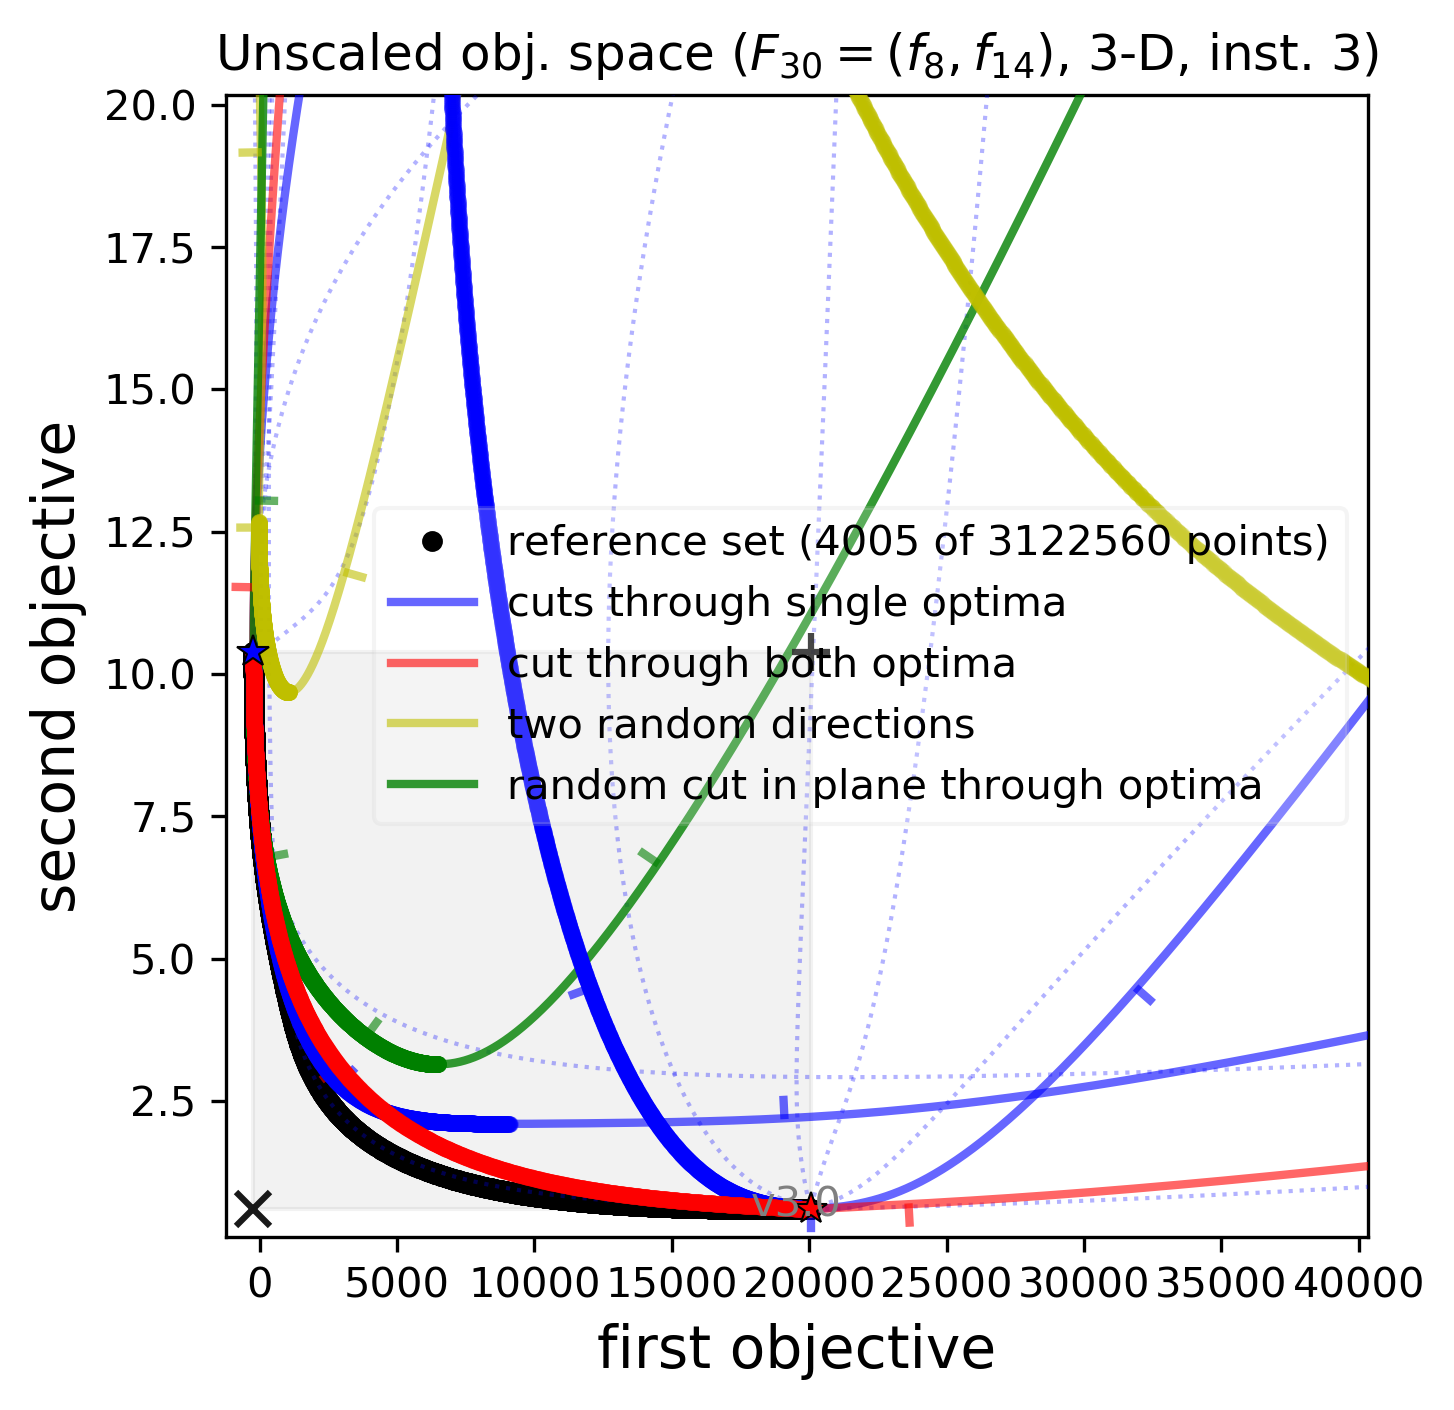 Unscaled obj. space (F30 = (f8, f14), 3-D, inst. 3)
20.0
17.5
15.0
12.5
10.0
7.5
5.0
2.5
second objective
reference set (4005 of 3122560 points)
cuts through single optima
cut through both optima
two random directions
random cut in plane through optima
v3.0
0 5000 10000 15000 20000 25000 30000 35000 40000
first objective